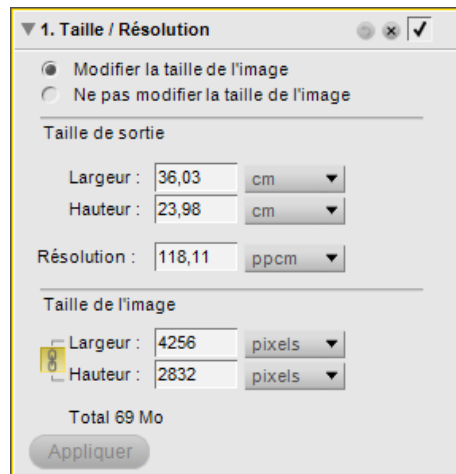 1. Taille / Résolution
Modifier la taille de l'image
Ne pas modifier la taille de l'image
Taille de sortie
Largeur : 36,03 cm
Hauteur : 23,98 cm
Résolution : 118,11 ppcm
Taille de l'image
Largeur : 4256 pixels
Hauteur : 2832 pixels
Total 69 Mo
Appliquer